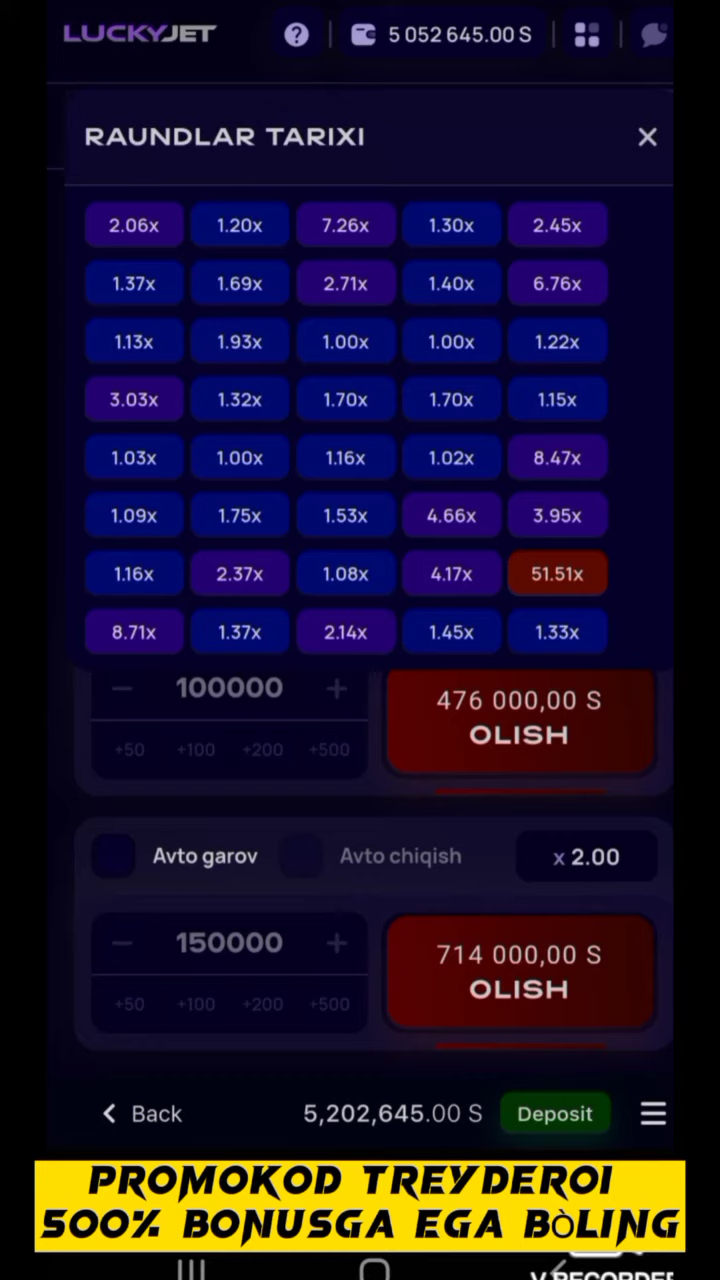 LUCKYJET ? 5 052 645.00 S
RAUNDLAR TARIXI ×
2.06x 1.20x 7.26x 1.30x 2.45x
1.37x 1.69x 2.71x 1.40x 6.76x
1.13x 1.93x 1.00x 1.00x 1.22x
3.03x 1.32x 1.70x 1.70x 1.15x
1.03x 1.00x 1.16x 1.02x 8.47x
1.09x 1.75x 1.53x 4.66x 3.95x
1.16x 2.37x 1.08x 4.17x 51.51x
8.71x 1.37x 2.14x 1.45x 1.33x
− 100000 + 476 000,00 S
+50 +100 +200 +500 OLISH
Avto garov Avto chiqish x 2.00
− 150000 + 714 000,00 S
+50 +100 +200 +500 OLISH
Back 5,202,645.00 S Deposit
PROMOKOD TREYDEROI
500% BONUSGA EGA BÒLING